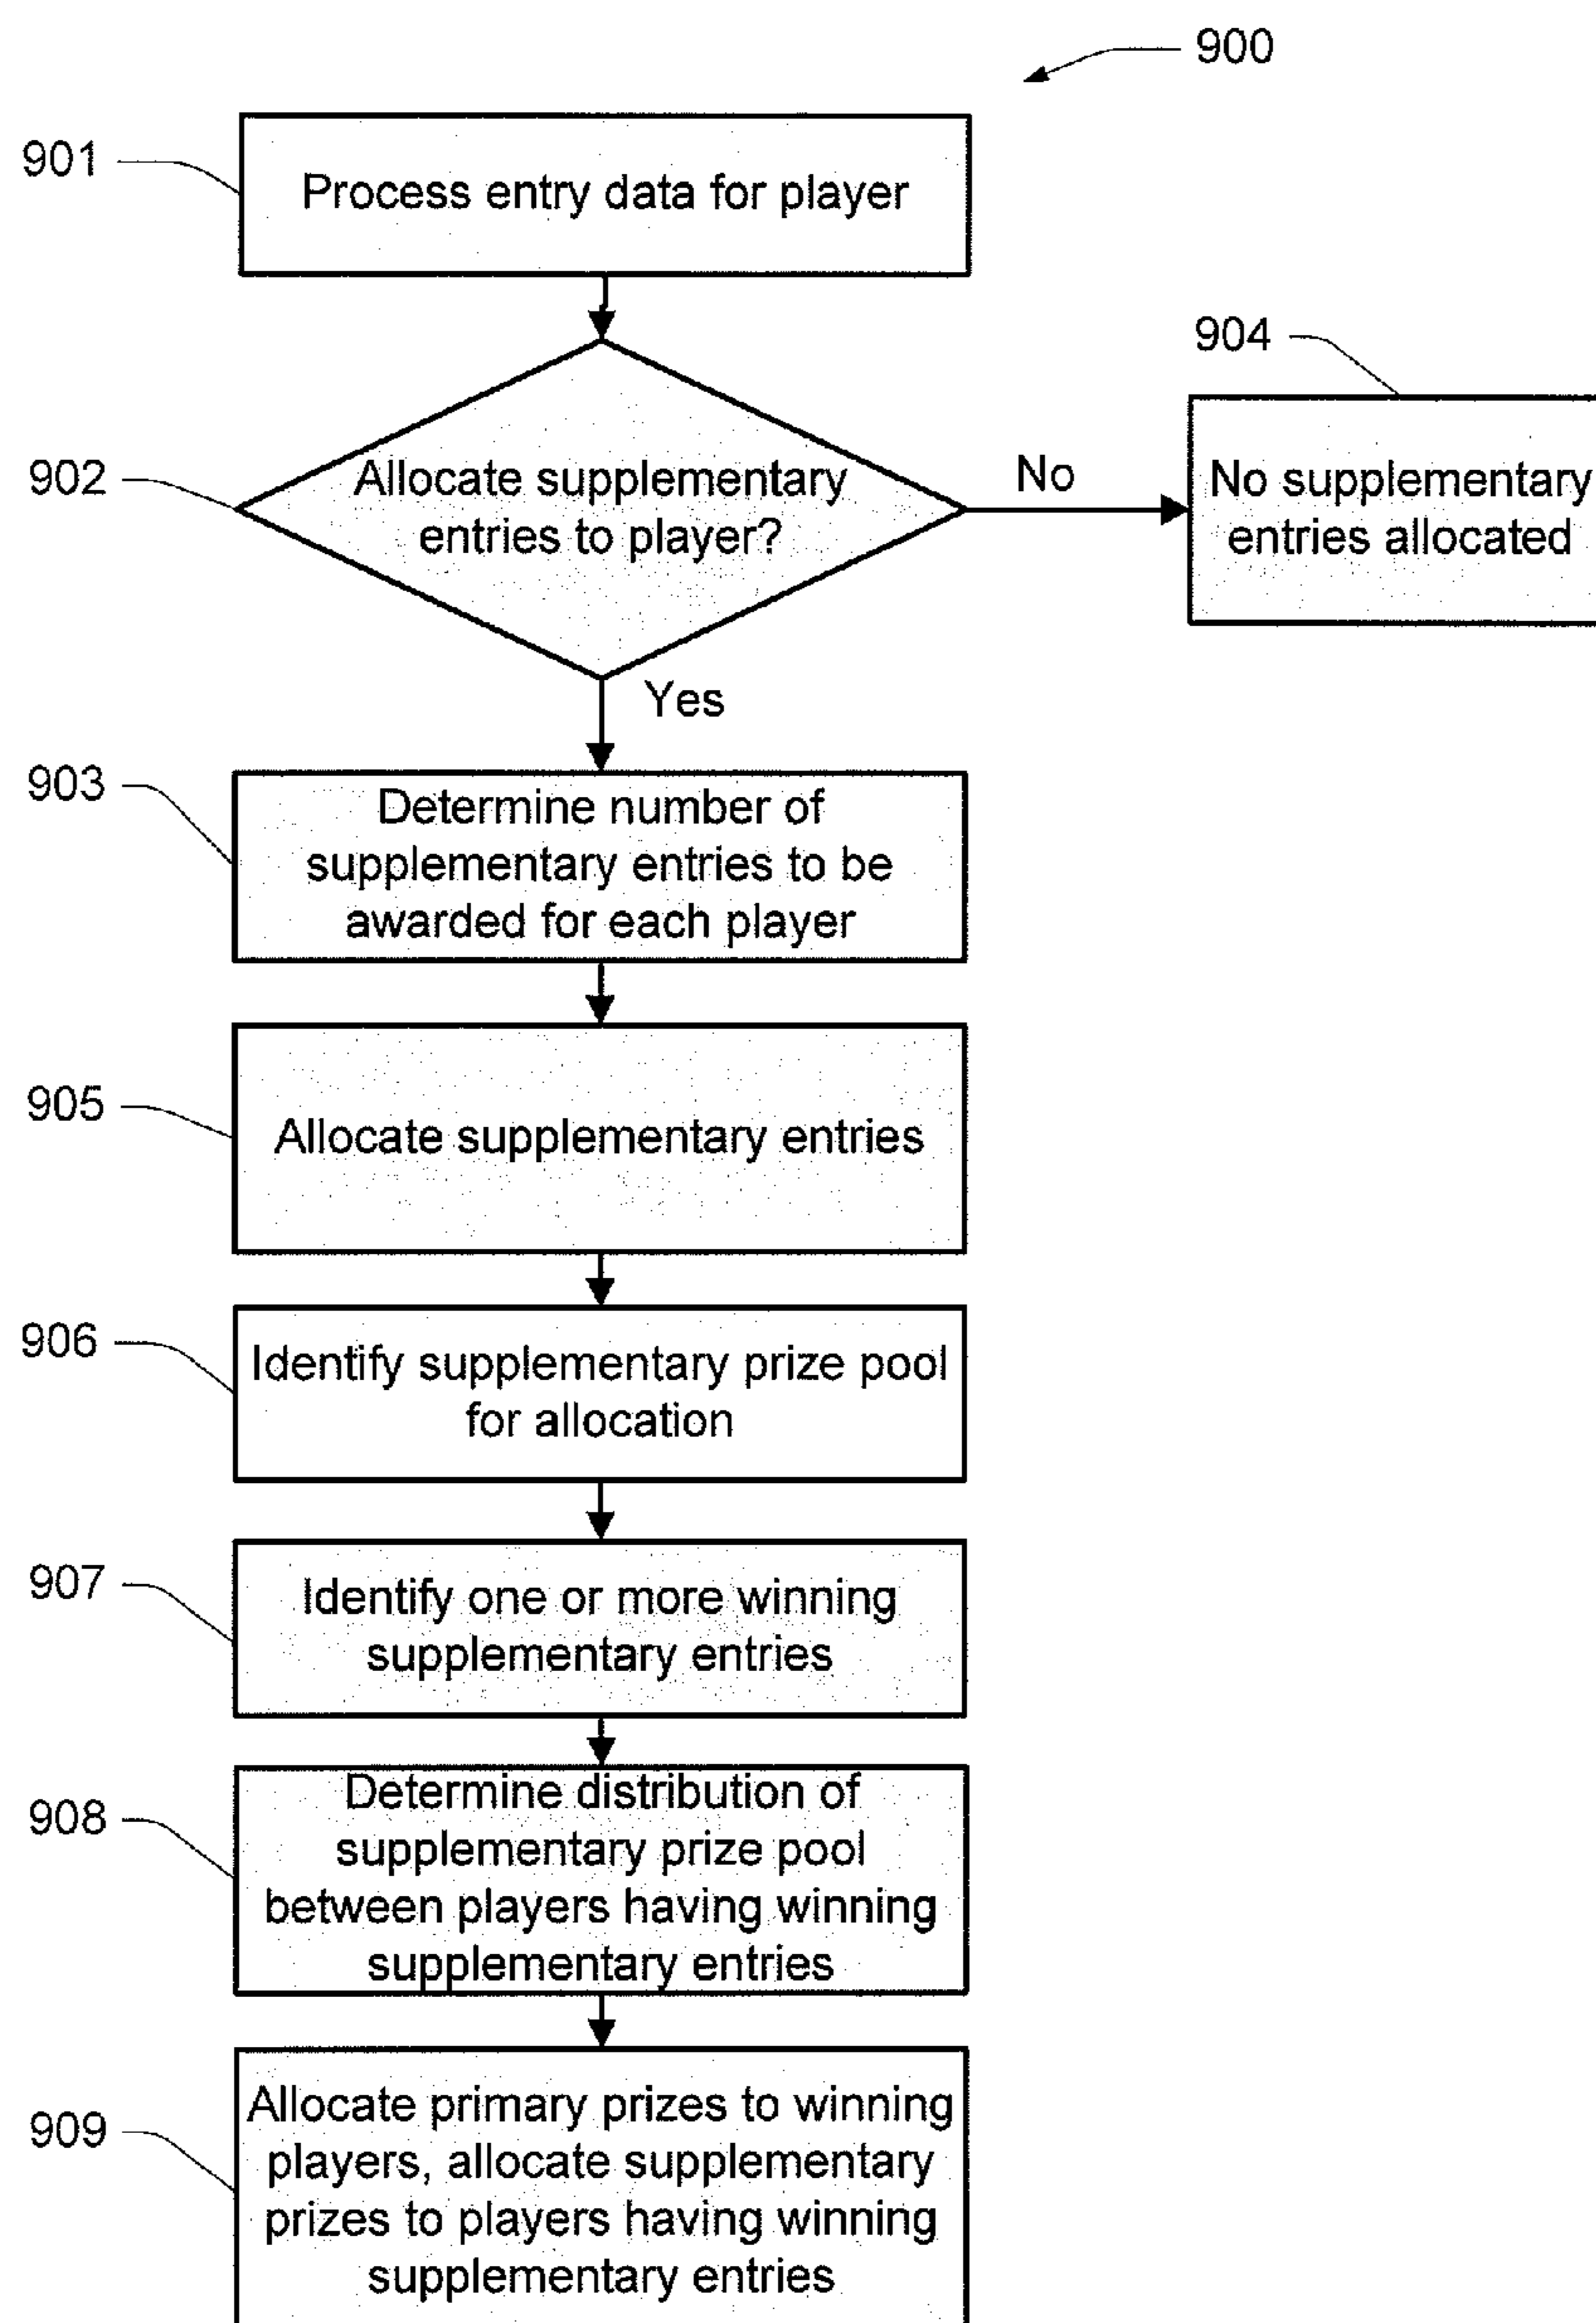 900
901
Process entry data for player
904
902
Allocate supplementary
entries to player?
No
No supplementary
entries allocated
Yes
903
Determine number of
supplementary entries to be
awarded for each player
905
Allocate supplementary entries
906
Identify supplementary prize pool
for allocation
907
Identify one or more winning
supplementary entries
908
Determine distribution of
supplementary prize pool
between players having winning
supplementary entries
909
Allocate primary prizes to winning
players, allocate supplementary
prizes to players having winning
supplementary entries